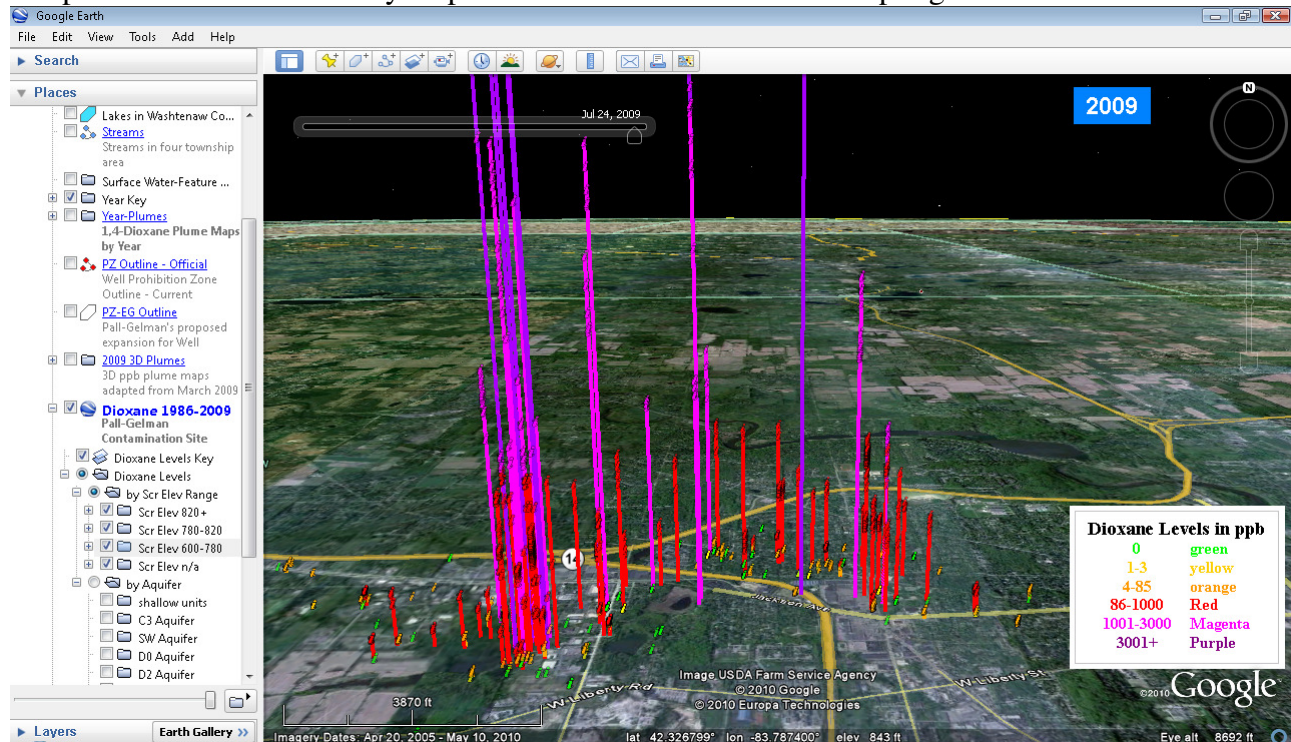 Google Earth
File Edit View Tools Add Help
Search
Places
Lakes in Washtenaw Co...
Streams
Streams in four township
area
Surface Water-Feature ...
Year Key
Year-Plumes
1,4-Dioxane Plume Maps
by Year
PZ Outline - Official
Well Prohibition Zone
Outline - Current
PZ-EG Outline
Pall-Gelman's proposed
expansion for Well
2009 3D Plumes
3D ppb plume maps
adapted from March 2009
Dioxane 1986-2009
Pall-Gelman
Contamination Site
Dioxane Levels Key
Dioxane Levels
by Scr Elev Range
Scr Elev 820+
Scr Elev 780-820
Scr Elev 600-780
Scr Elev n/a
by Aquifer
shallow units
C3 Aquifer
SW Aquifer
D0 Aquifer
D2 Aquifer
Layers
Earth Gallery >>
Jul 24, 2009
2009
N
14
Jackson Ave
W Liberty Rd
W Liberty St
Dioxane Levels in ppb
0 green
1-3 yellow
4-85 orange
86-1000 Red
1001-3000 Magenta
3001+ Purple
Image USDA Farm Service Agency
© 2010 Google
© 2010 Europa Technologies
©2010 Google
3870 ft
Imagery Dates: Apr 20, 2005 - May 10, 2010
lat 42.326799° lon -83.787400° elev 843 ft
Eye alt 8692 ft